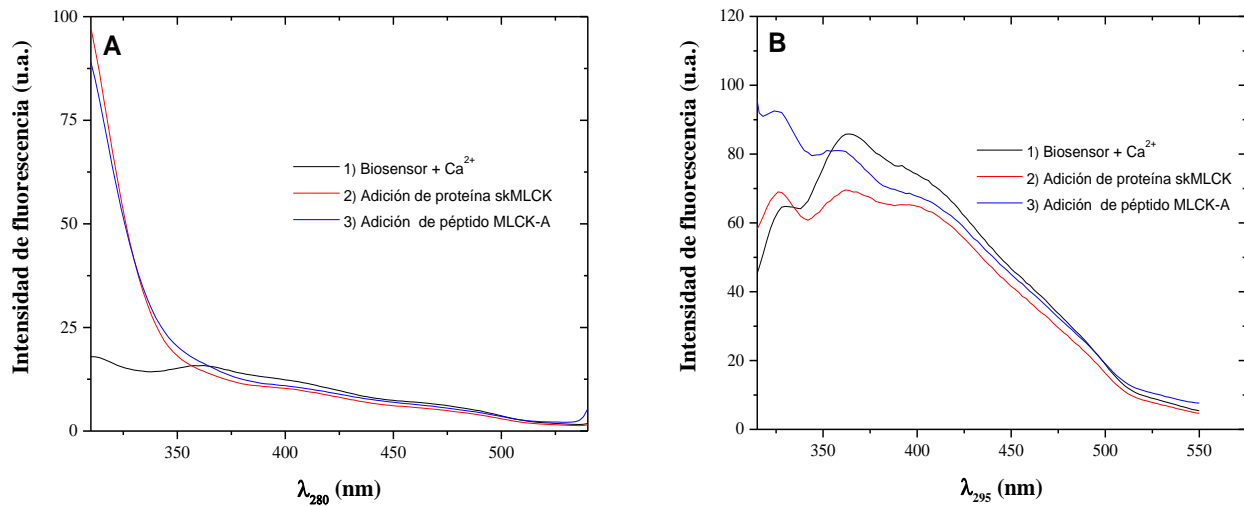 A
Intensidad de fluorescencia (u.a.)
100
75
50
25
0
1) Biosensor + Ca²⁺
2) Adición de proteína skMLCK
3) Adición de péptido MLCK-A
350
400
450
500
λ₂₈₀ (nm)
B
Intensidad de fluorescencia (u.a.)
120
100
80
60
40
20
0
1) Biosensor + Ca²⁺
2) Adición de proteína skMLCK
3) Adición de péptido MLCK-A
350
400
450
500
550
λ₂₉₅ (nm)